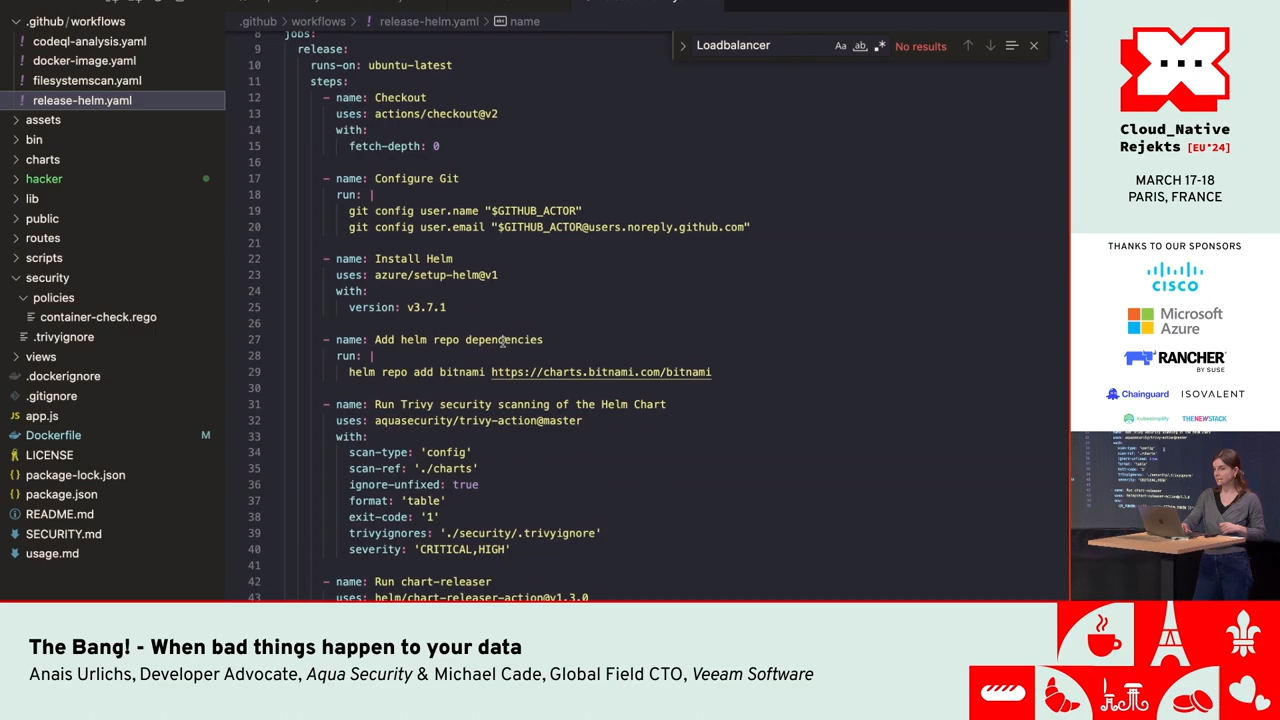 .github/workflows
! codeql-analysis.yaml
! docker-image.yaml
! filesystemscan.yaml
! release-helm.yaml
> assets
> bin
> charts
> hacker
> lib
> public
> routes
> scripts
security
policies
container-check.rego
.trivyignore
> views
.dockerignore
.gitignore
JS app.js
Dockerfile M
LICENSE
package-lock.json
package.json
README.md
SECURITY.md
usage.md
.github > workflows > ! release-helm.yaml > abc name
> Loadbalancer Aa ab .* No results
8 jobs:
9 release:
10 runs-on: ubuntu-latest
11 steps:
12 - name: Checkout
13 uses: actions/checkout@v2
14 with:
15 fetch-depth: 0
16
17 - name: Configure Git
18 run: |
19 git config user.name "$GITHUB_ACTOR"
20 git config user.email "$GITHUB_ACTOR@users.noreply.github.com"
21
22 - name: Install Helm
23 uses: azure/setup-helm@v1
24 with:
25 version: v3.7.1
26
27 - name: Add helm repo dependencies
28 run: |
29 helm repo add bitnami https://charts.bitnami.com/bitnami
30
31 - name: Run Trivy security scanning of the Helm Chart
32 uses: aquasecurity/trivy-action@master
33 with:
34 scan-type: 'config'
35 scan-ref: './charts'
36 ignore-unfixed: true
37 format: 'table'
38 exit-code: '1'
39 trivyignores: './security/.trivyignore'
40 severity: 'CRITICAL,HIGH'
41
42 - name: Run chart-releaser
43 uses: helm/chart-releaser-action@v1.3.0
Cloud_Native
Rejekts [EU'24]
MARCH 17-18
PARIS, FRANCE
THANKS TO OUR SPONSORS
CISCO
Microsoft
Azure
RANCHER
BY SUSE
Chainguard ISOVALENT
Kubesimplify THENEWSTACK
The Bang! - When bad things happen to your data
Anais Urlichs, Developer Advocate, Aqua Security & Michael Cade, Global Field CTO, Veeam Software